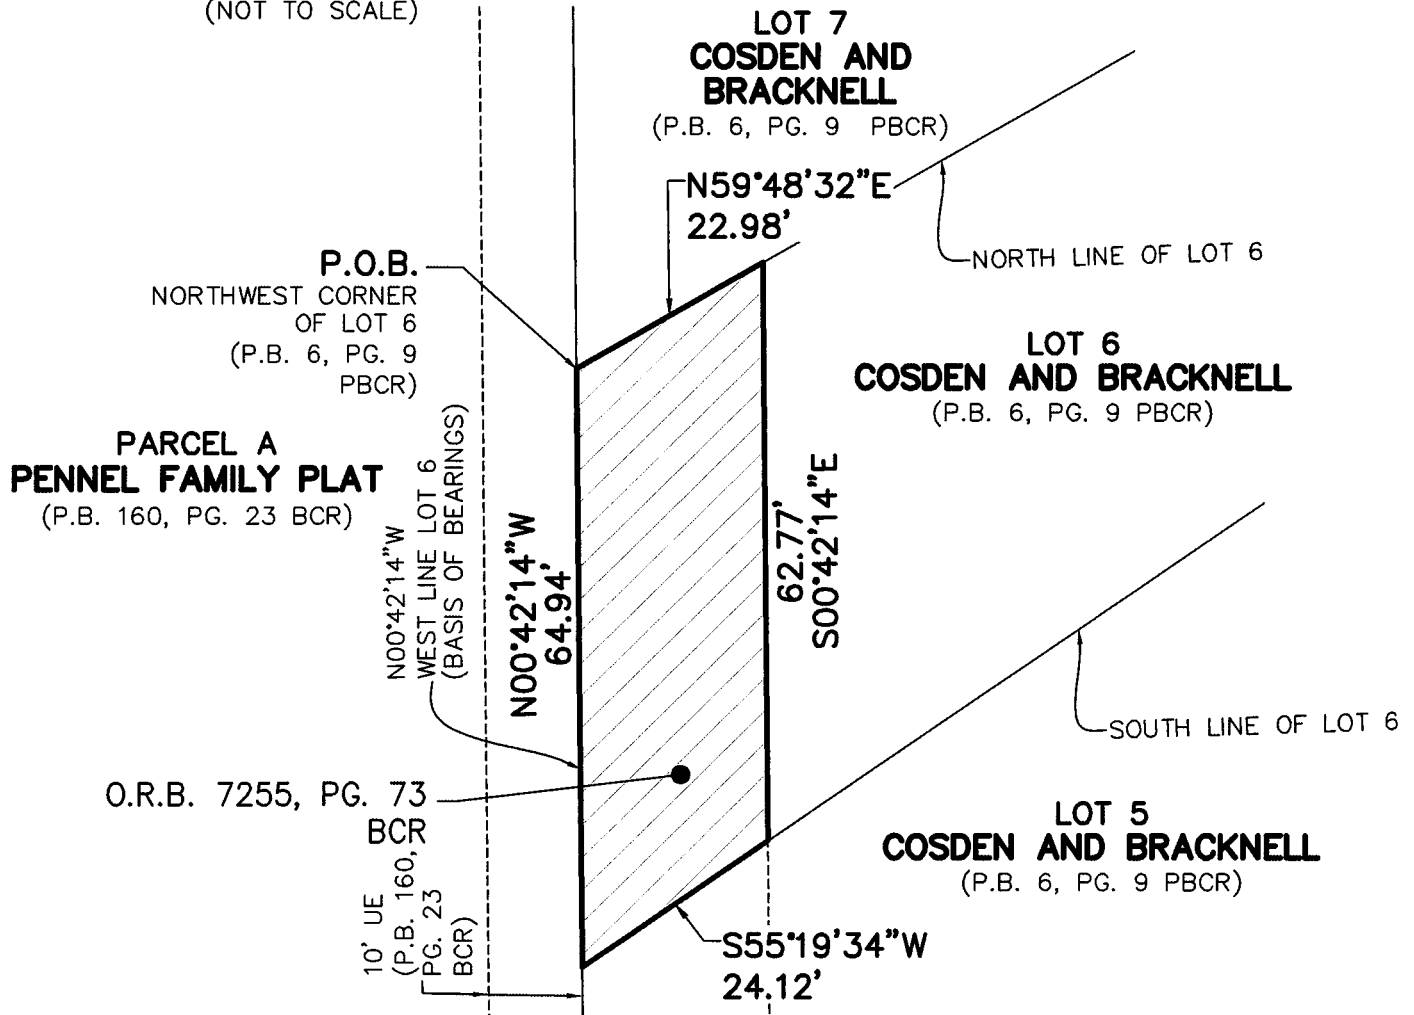 (NOT TO SCALE)
LOT 7
COSDEN AND
BRACKNELL
(P.B. 6, PG. 9 PBCR)
N59°48'32"E
22.98'
NORTH LINE OF LOT 6
P.O.B.
NORTHWEST CORNER
OF LOT 6
(P.B. 6, PG. 9
PBCR)
LOT 6
COSDEN AND BRACKNELL
(P.B. 6, PG. 9 PBCR)
PARCEL A
PENNEL FAMILY PLAT
(P.B. 160, PG. 23 BCR)
N00°42'14"W
WEST LINE LOT 6
(BASIS OF BEARINGS)
N00°42'14"W
64.94'
62.77'
S00°42'14"E
SOUTH LINE OF LOT 6
O.R.B. 7255, PG. 73
BCR
LOT 5
COSDEN AND BRACKNELL
(P.B. 6, PG. 9 PBCR)
10' UE
(P.B. 160,
PG. 23
BCR)
S55°19'34"W
24.12'